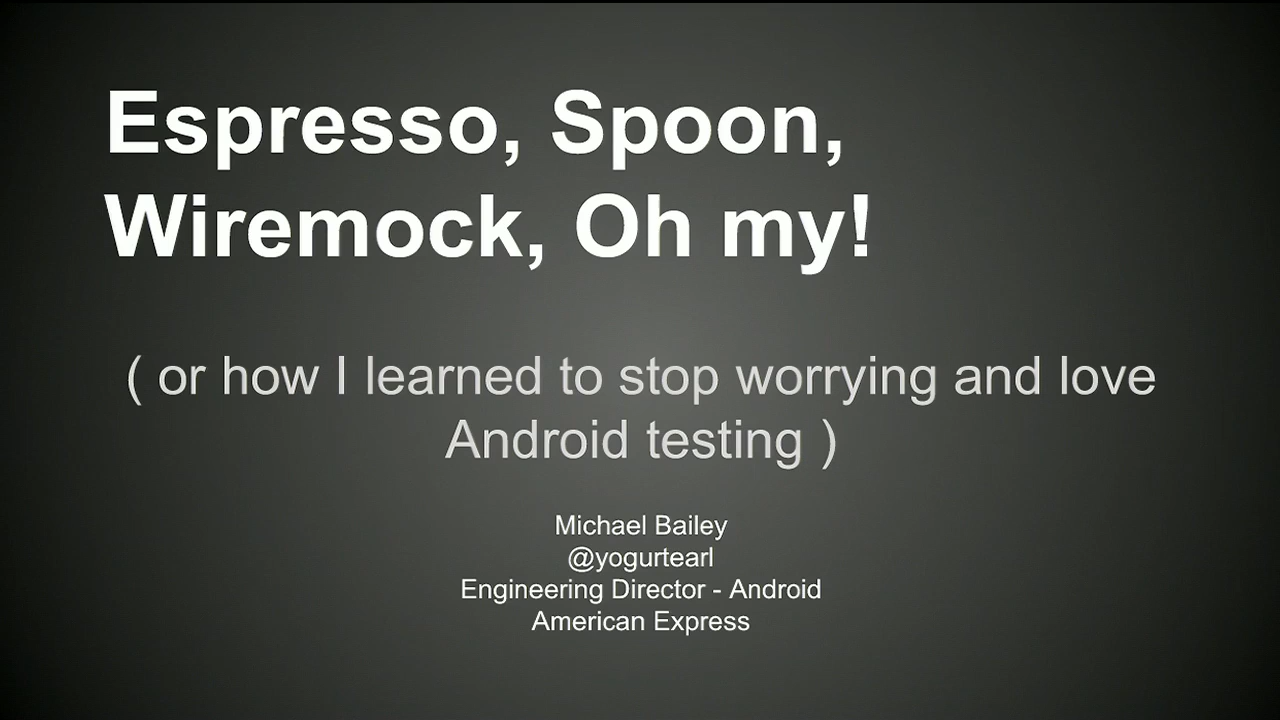 Espresso, Spoon,
Wiremock, Oh my!
( or how I learned to stop worrying and love
Android testing )
Michael Bailey
@yogurtearl
Engineering Director - Android
American Express